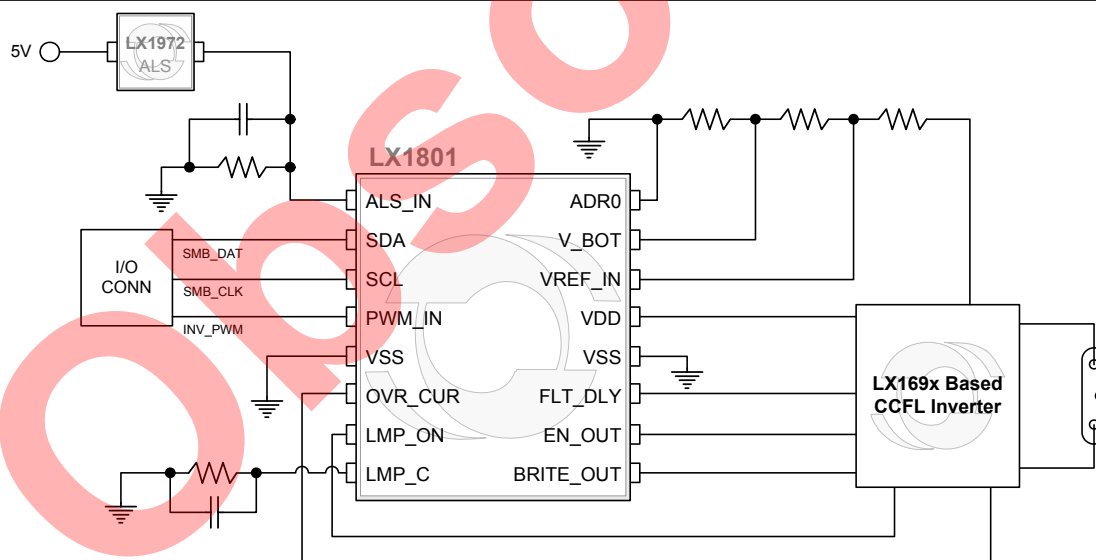 5V
LX1972
ALS
LX1801
ALS_IN
SDA
SCL
PWM_IN
VSS
OVR_CUR
LMP_ON
LMP_C
ADR0
V_BOT
VREF_IN
VDD
VSS
FLT_DLY
EN_OUT
BRITE_OUT
I/O
CONN
SMB_DAT
SMB_CLK
INV_PWM
LX169x Based
CCFL Inverter
Obso